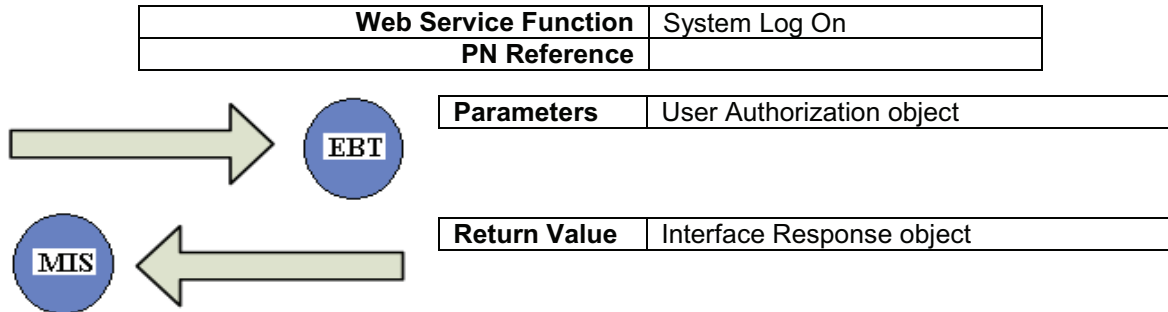 Web Service Function System Log On
PN Reference
Parameters User Authorization object
EBT
Return Value Interface Response object
MIS